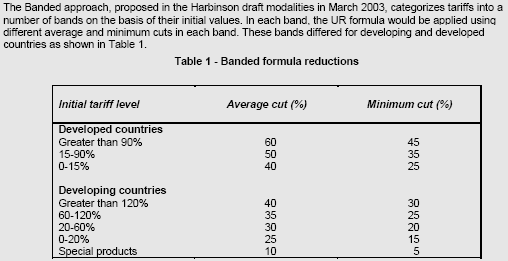 The Banded approach, proposed in the Harbinson draft modalities in March 2003, categorizes tariffs into a
number of bands on the basis of their initial values. In each band, the UR formula would be applied using
different average and minimum cuts in each band. These bands differed for developing and developed
countries as shown in Table 1.
Table 1 - Banded formula reductions
Initial tariff level Average cut (%) Minimum cut (%)
Developed countries
Greater than 90% 60 45
15-90% 50 35
0-15% 40 25
Developing countries
Greater than 120% 40 30
60-120% 35 25
20-60% 30 20
0-20% 25 15
Special products 10 5